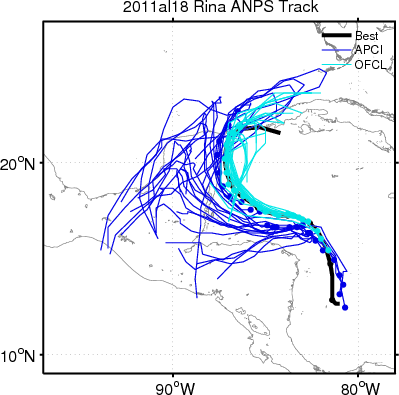 2011al18 Rina ANPS Track
Best
APCI
OFCL
20°N
10°N
90°W
80°W